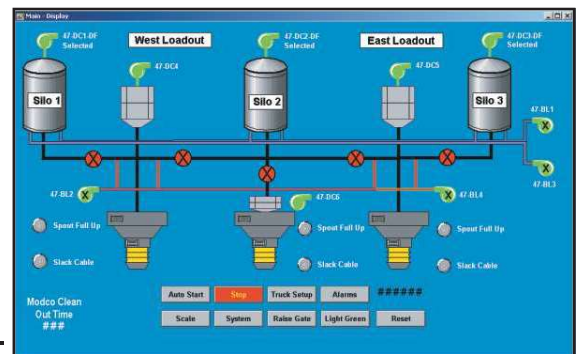 Main - Display
47-DC1-DF
Selected
West Loadout
47-DC2-DF
Selected
East Loadout
47-DC3-DF
Selected
47-DC4
47-DC5
Silo 1
Silo 2
Silo 3
47-BL1
X
X
X
X
X
X
X
47-BL3
47-BL2
X
47-DC6
X
47-BL4
Spout Full Up
Spout Full Up
Spout Full Up
Slack Cable
Slack Cable
Slack Cable
Modco Clean
Out Time
###
Auto Start
Stop
Truck Setup
Alarms
######
Scale
System
Raise Gate
Light Green
Reset